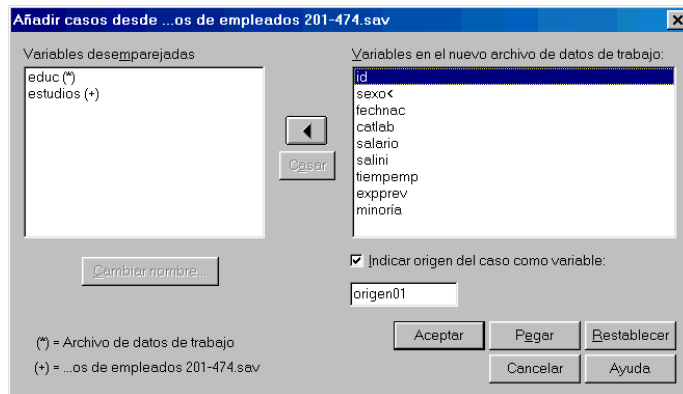 Añadir casos desde ...os de empleados 201-474.sav
Variables desemparejadas
educ (*)
estudios (+)
Casar
Cambiar nombre...
(*) = Archivo de datos de trabajo
(+) = ...os de empleados 201-474.sav
Variables en el nuevo archivo de datos de trabajo:
id
sexo<
fechnac
catlab
salario
salini
tiempemp
expprev
minoría
Indicar origen del caso como variable:
origen01
Aceptar
Pegar
Restablecer
Cancelar
Ayuda